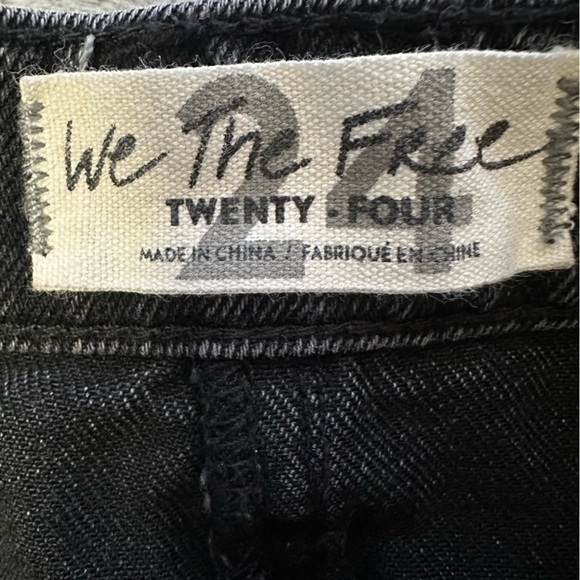 We The Free
24
TWENTY-FOUR
MADE IN CHINA / FABRIQUÉ EN CHINE